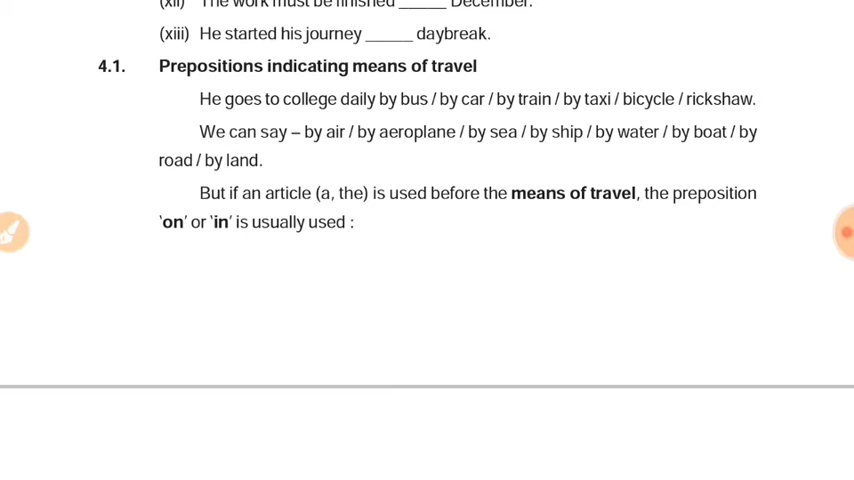 (xii) The work must be finished _____ December.
(xiii) He started his journey _____ daybreak.
4.1. Prepositions indicating means of travel
He goes to college daily by bus / by car / by train / by taxi / bicycle / rickshaw.
We can say – by air / by aeroplane / by sea / by ship / by water / by boat / by
road / by land.
But if an article (a, the) is used before the means of travel, the preposition
‘on’ or ‘in’ is usually used :